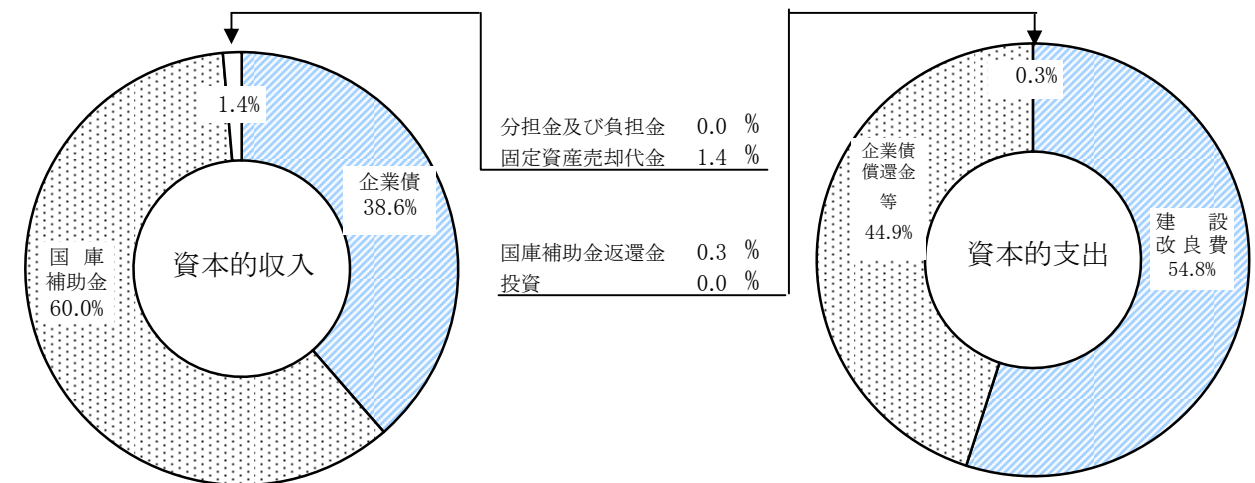 1.4%
企業債
38.6%
国庫
補助金
60.0%
資本的収入
分担金及び負担金 0.0 %
固定資産売却代金 1.4 %
国庫補助金返還金 0.3 %
投資 0.0 %
0.3%
企業債
償還金
等
44.9%
建設
改良費
54.8%
資本的支出